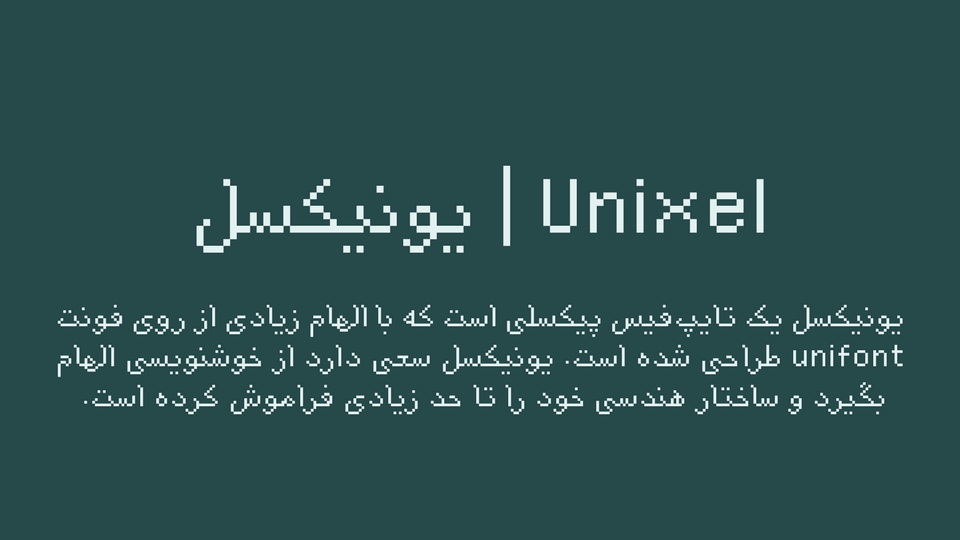 یونیکسل | Unixel
یونیکسل یک تایپ‌فیس پیکسلی است که با الهام زیادی از روی فونت
unifont طراحی شده است. یونیکسل سعی دارد از خوشنویسی الهام
بگیرد و ساختار هندسی خود را تا حد زیادی فراموش کرده است.